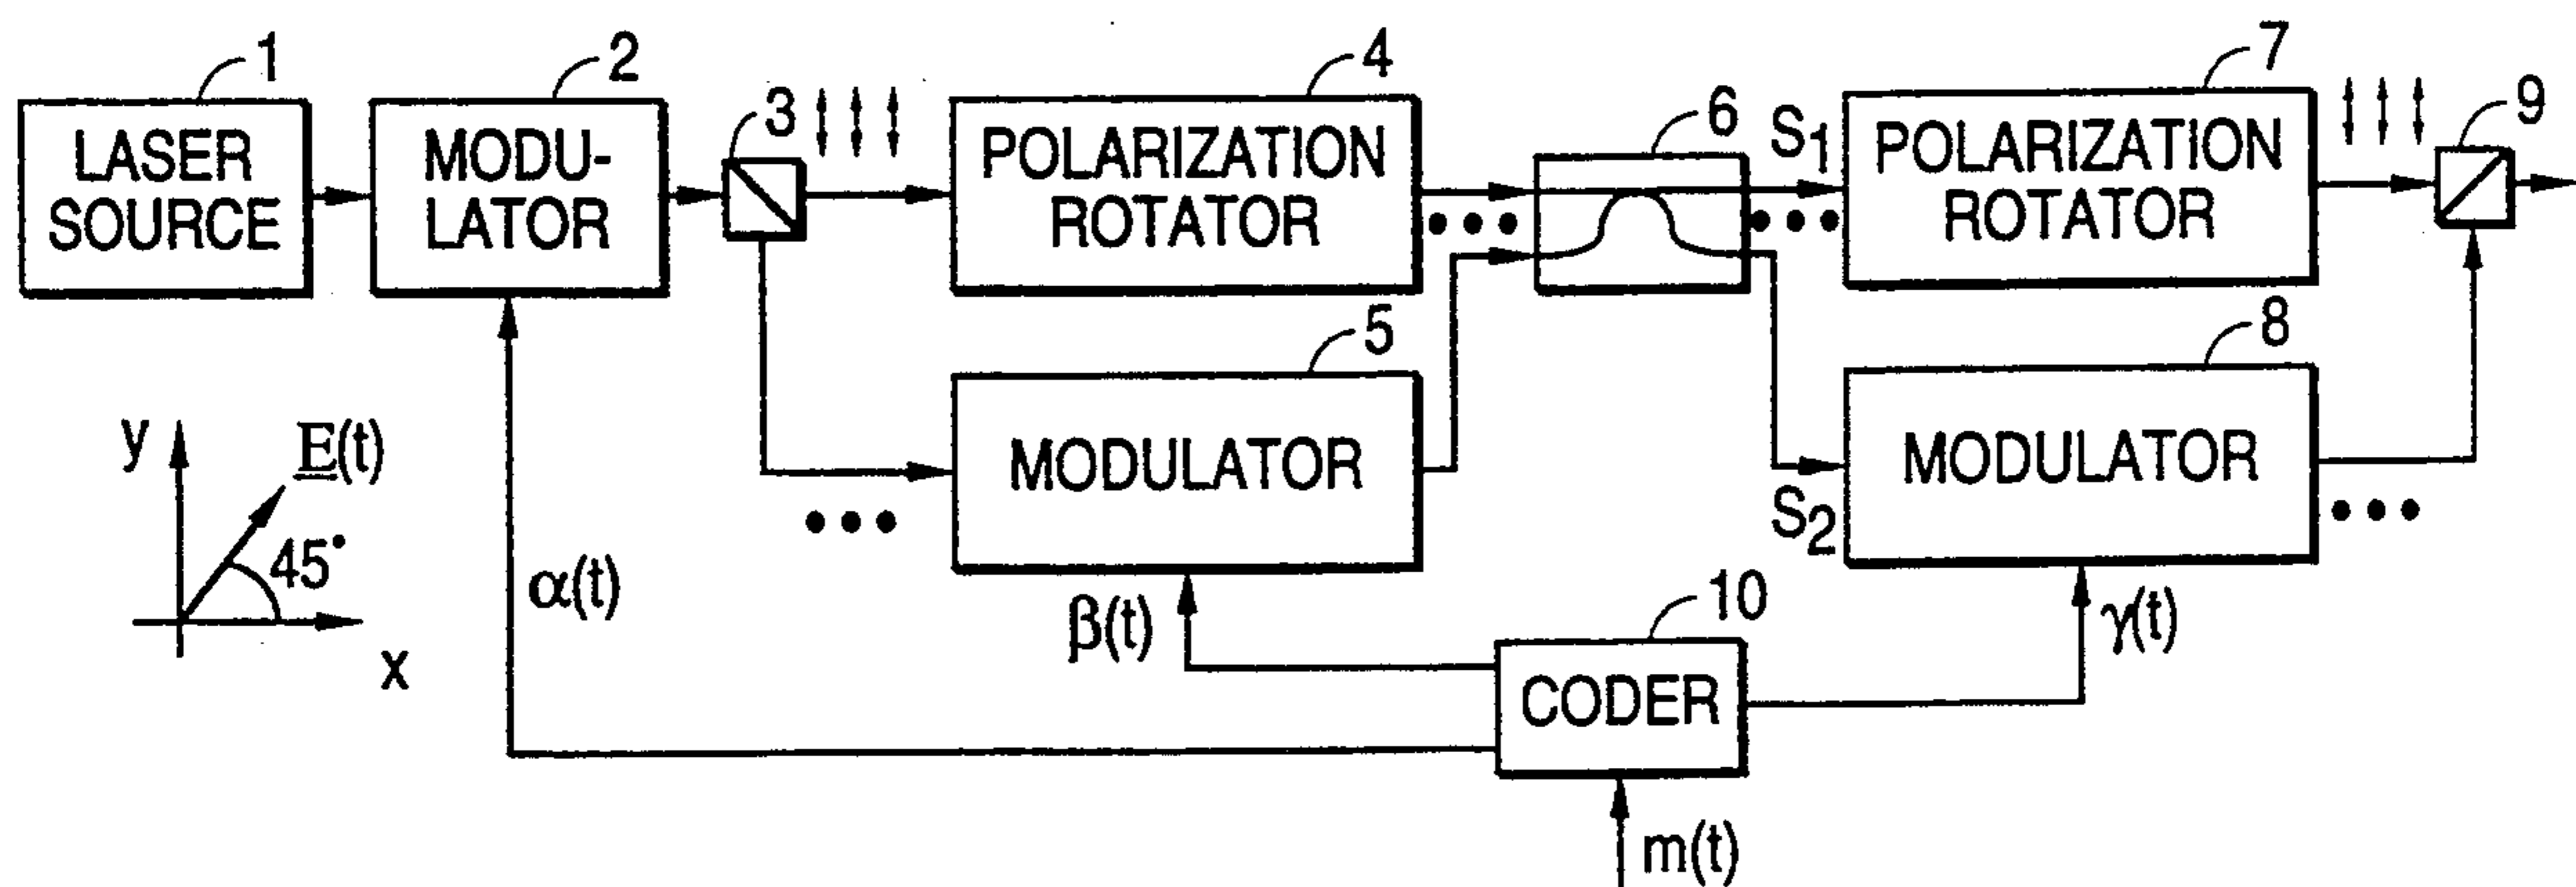 1
LASER
SOURCE
2
MODU-
LATOR
3
4
POLARIZATION
ROTATOR
5
MODULATOR
6
S1
S2
7
POLARIZATION
ROTATOR
8
MODULATOR
9
y
E(t)
45°
x
α(t)
β(t)
10
CODER
γ(t)
m(t)